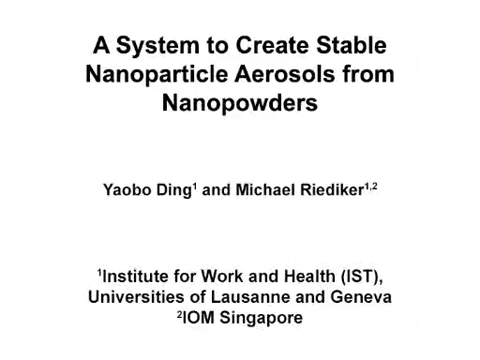 A System to Create Stable
Nanoparticle Aerosols from
Nanopowders
Yaobo Ding¹ and Michael Riediker¹,²
¹Institute for Work and Health (IST),
Universities of Lausanne and Geneva
²IOM Singapore